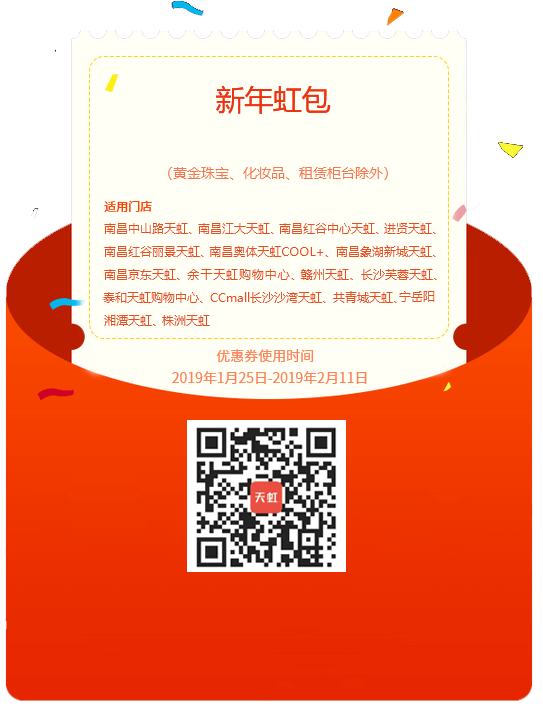 新年虹包
（黄金珠宝、化妆品、租赁柜台除外）
适用门店
南昌中山路天虹、南昌江大天虹、南昌红谷中心天虹、进贤天虹、
南昌红谷丽景天虹、南昌奥体天虹COOL+、南昌象湖新城天虹、
南昌京东天虹、余干天虹购物中心、赣州天虹、长沙芙蓉天虹、
泰和天虹购物中心、CCmall长沙沙湾天虹、共青城天虹、宁岳阳
湘潭天虹、株洲天虹
优惠券使用时间
2019年1月25日-2019年2月11日
天虹